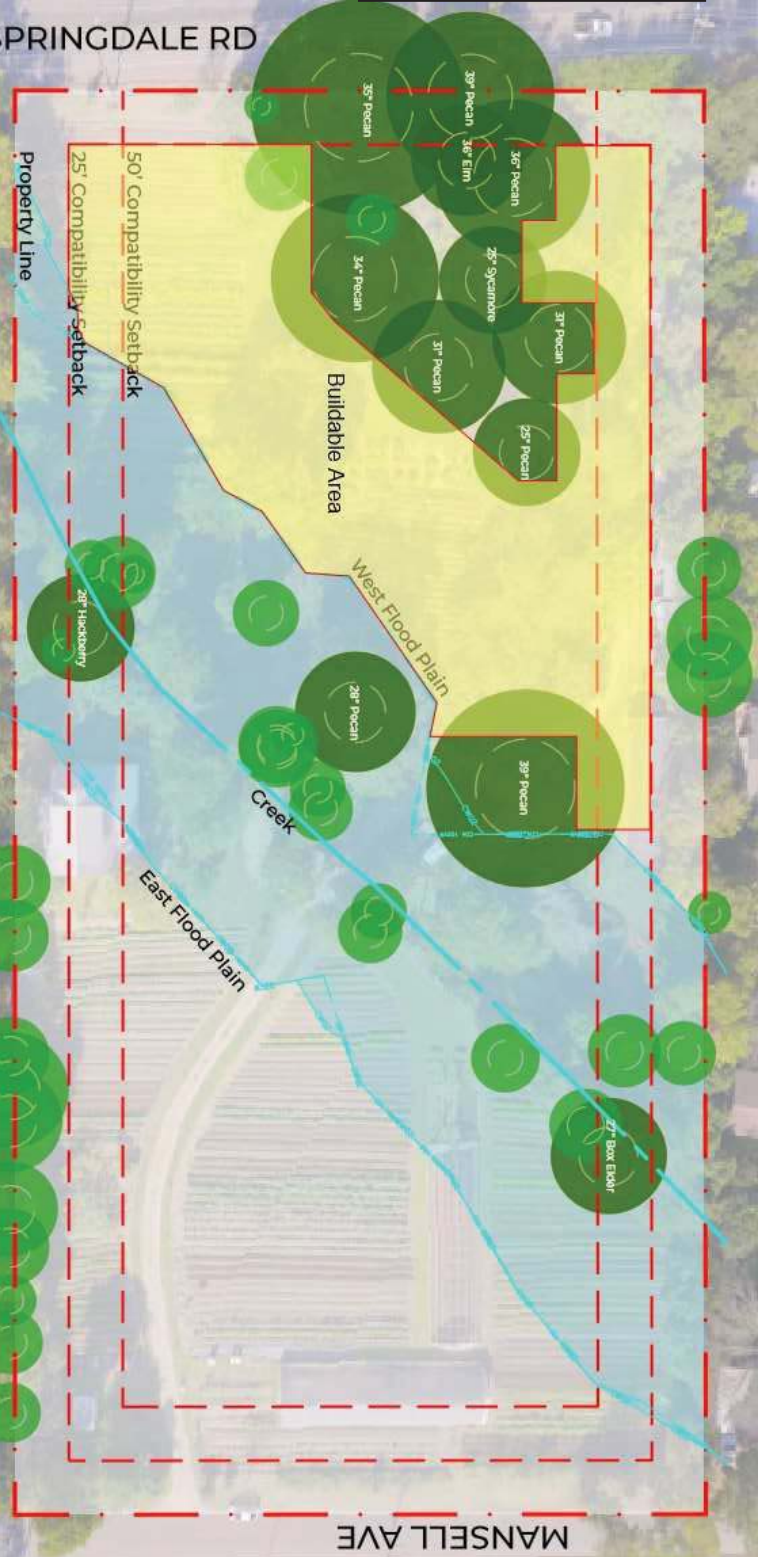 SPRINGDALE RD
35" Pecan
39" Pecan
36" Elm
36" Pecan
Property Line
25' Compatibility Setback
50' Compatibility Setback
34" Pecan
25" Sycamore
31" Pecan
31" Pecan
25" Pecan
Buildable Area
West Flood Plain
28" Hackberry
28" Pecan
39" Pecan
Creek
East Flood Plain
27" Box Elder
MANSELL AVE